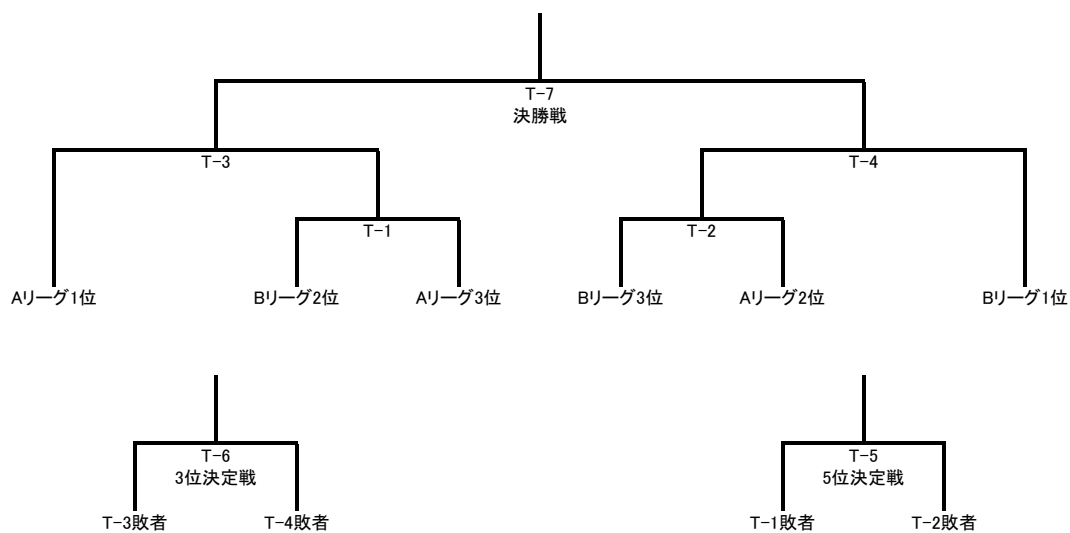 T-7
決勝戦
T-3
T-4
T-1
T-2
Aリーグ1位
Bリーグ2位
Aリーグ3位
Bリーグ3位
Aリーグ2位
Bリーグ1位
T-6
3位決定戦
T-5
5位決定戦
T-3敗者
T-4敗者
T-1敗者
T-2敗者